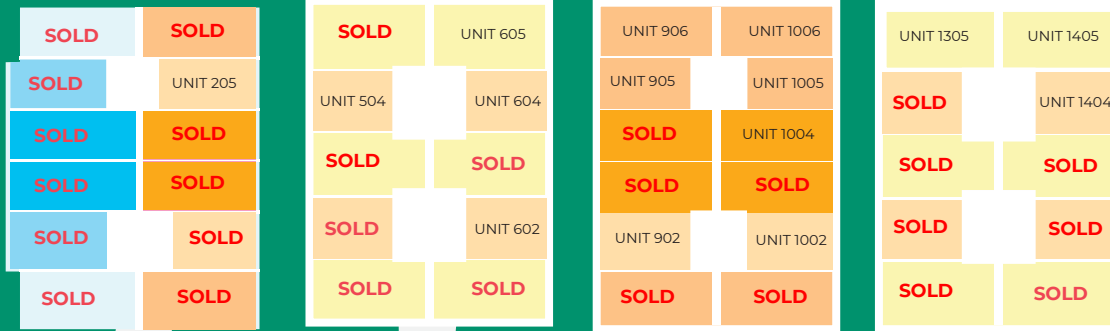 SOLD
SOLD
SOLD
UNIT 205
SOLD
SOLD
SOLD
SOLD
SOLD
SOLD
SOLD
SOLD
SOLD
UNIT 605
UNIT 504
UNIT 604
SOLD
SOLD
SOLD
UNIT 602
SOLD
SOLD
UNIT 906
UNIT 1006
UNIT 905
UNIT 1005
SOLD
UNIT 1004
SOLD
SOLD
UNIT 902
UNIT 1002
SOLD
SOLD
UNIT 1305
UNIT 1405
SOLD
UNIT 1404
SOLD
SOLD
SOLD
SOLD
SOLD
SOLD